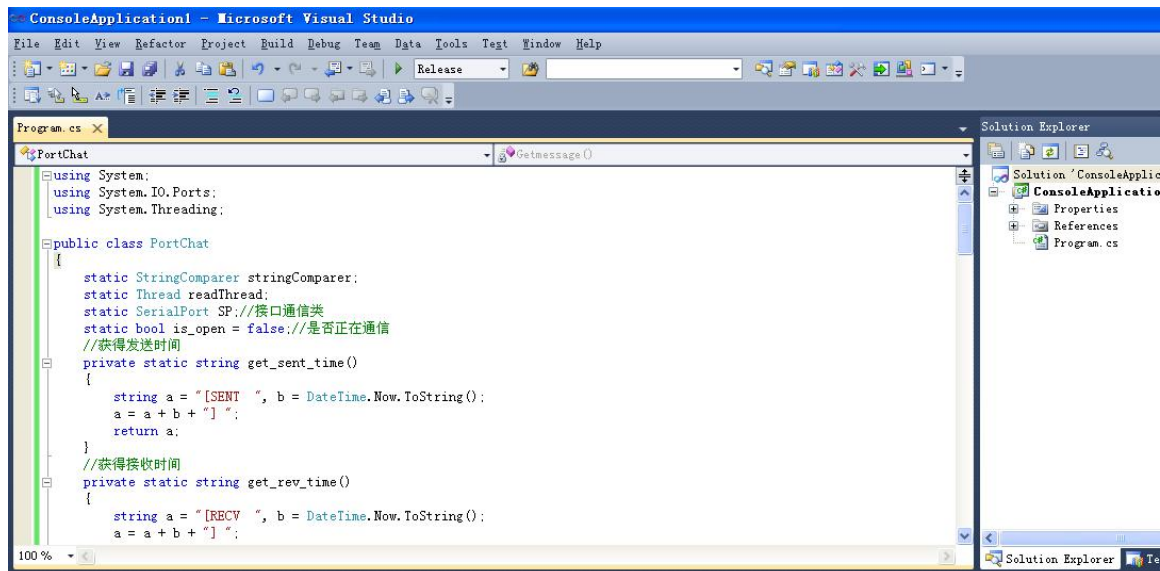 ConsoleApplication1 - Microsoft Visual Studio
File Edit View Refactor Project Build Debug Team Data Tools Test Window Help
Release
Program.cs
Solution Explorer
PortChat
Getmessage()
using System;
using System.IO.Ports;
using System.Threading;
public class PortChat
{
static StringComparer stringComparer;
static Thread readThread;
static SerialPort SP;//接口通信类
static bool is_open = false;//是否正在通信
//获得发送时间
private static string get_sent_time()
{
string a = "[SENT  ", b = DateTime.Now.ToString();
a = a + b + "] ";
return a;
}
//获得接收时间
private static string get_rev_time()
{
string a = "[RECV  ", b = DateTime.Now.ToString();
a = a + b + "] ";
100 %
Solution 'ConsoleApplic
ConsoleApplicatio
Properties
References
Program.cs
Solution Explorer
Te